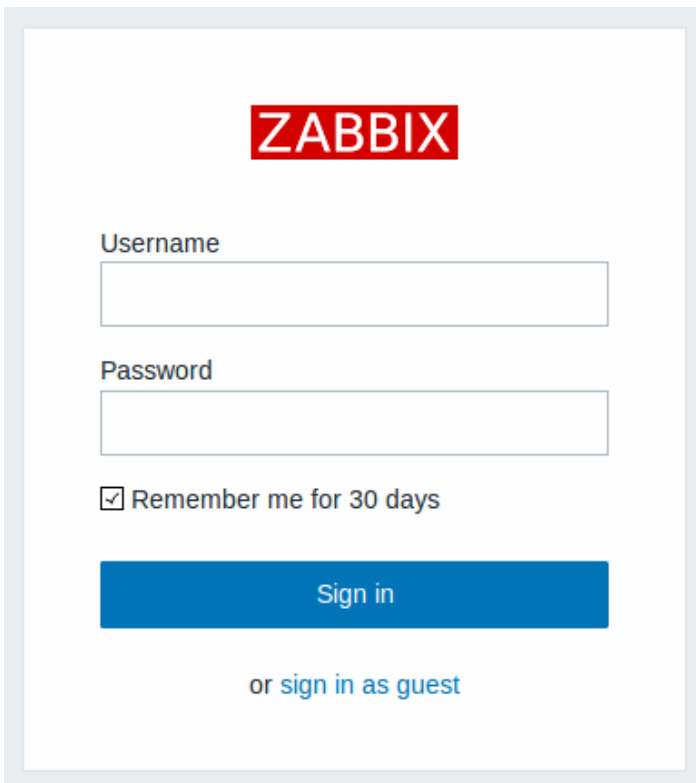 ZABBIX
Username
Password
Remember me for 30 days
Sign in
or sign in as guest